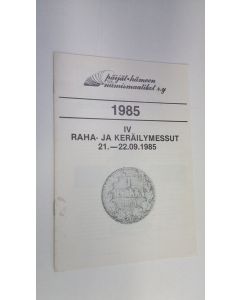 päijät-hämeen
numismaatikot r.y
1985
IV
RAHA- JA KERÄILYMESSUT
21.—22.09.1985